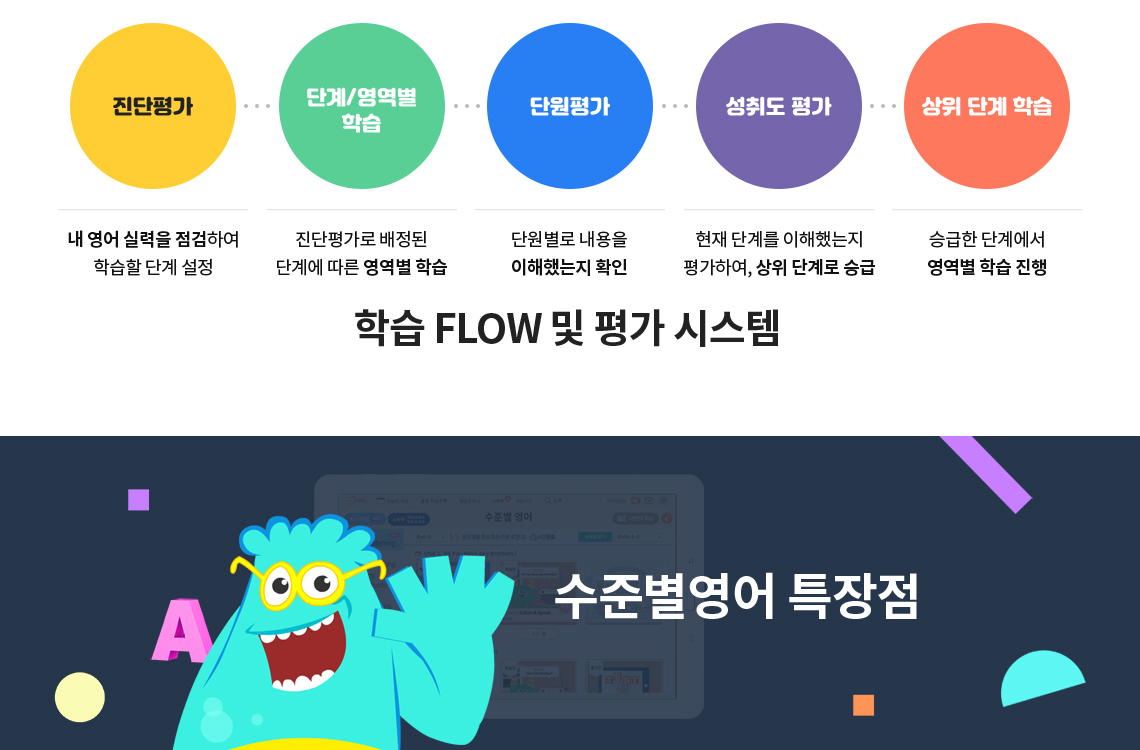 진단평가
단계/영역별
학습
단원평가
성취도 평가
상위 단계 학습
내 영어 실력을 점검하여
학습할 단계 설정
진단평가로 배정된
단계에 따른 영역별 학습
단원별로 내용을
이해했는지 확인
현재 단계를 이해했는지
평가하여, 상위 단계로 승급
승급한 단계에서
영역별 학습 진행
학습 FLOW 및 평가 시스템
수준별 영어
A
수준별영어 특장점